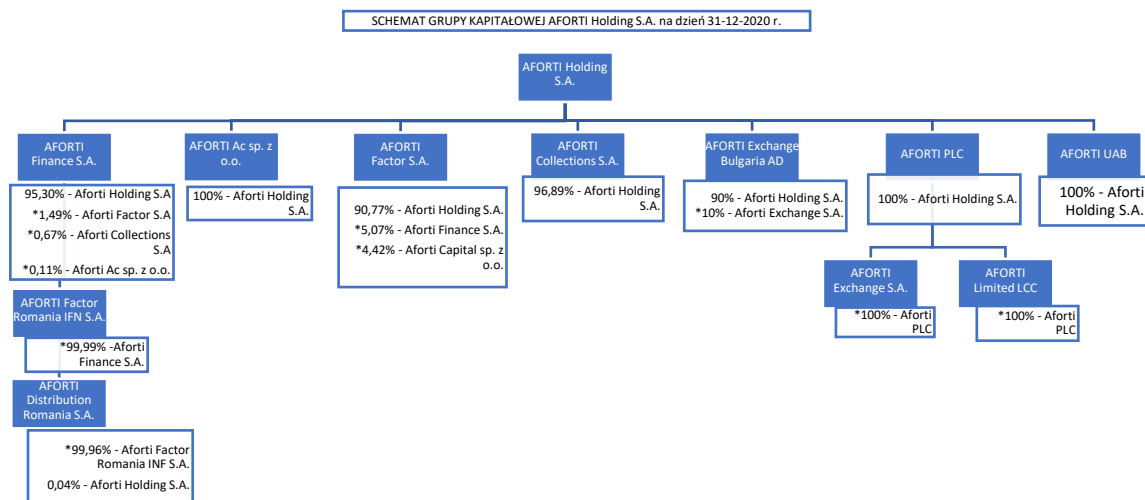 SCHEMAT GRUPY KAPITAŁOWEJ AFORTI Holding S.A. na dzień 31-12-2020 r.
AFORTI Holding
S.A.
AFORTI
Finance S.A.
95,30% - Aforti Holding S.A
*1,49% - Aforti Factor S.A
*0,67% - Aforti Collections
S.A
*0,11% - Aforti Ac sp. z o.o.
AFORTI Ac sp. z
o.o.
100% - Aforti Holding
S.A.
AFORTI
Factor S.A.
90,77% - Aforti Holding S.A.
*5,07% - Aforti Finance S.A.
*4,42% - Aforti Capital sp. z
o.o.
AFORTI
Collections S.A.
96,89% - Aforti Holding
S.A.
AFORTI Exchange
Bulgaria AD
90% - Aforti Holding S.A.
*10% - Aforti Exchange S.A.
AFORTI PLC
100% - Aforti Holding S.A.
AFORTI UAB
100% - Aforti
Holding S.A.
AFORTI
Exchange S.A.
*100% - Aforti
PLC
AFORTI
Limited LCC
*100% - Aforti
PLC
AFORTI Factor
Romania IFN S.A.
*99,99% -Aforti
Finance S.A.
AFORTI
Distribution
Romania S.A.
*99,96% - Aforti Factor
Romania INF S.A.
0,04% - Aforti Holding S.A.